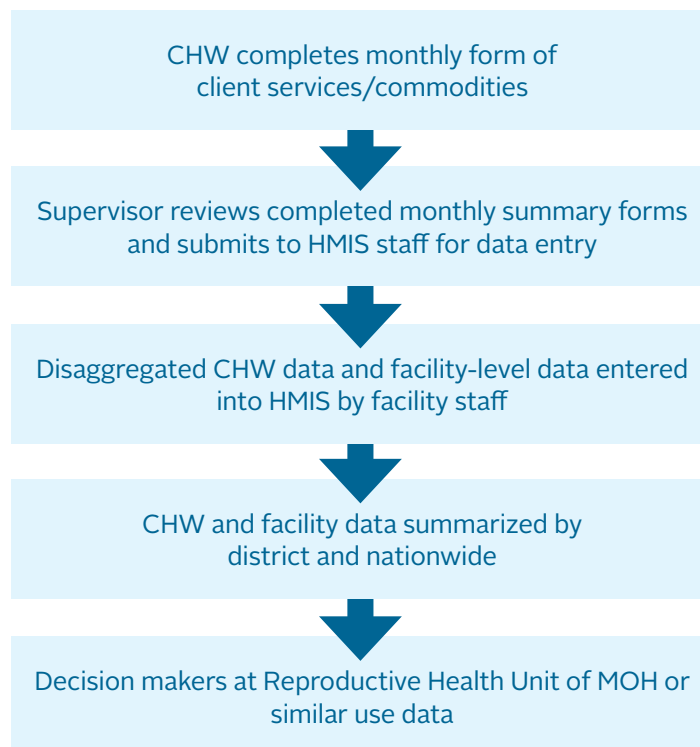 CHW completes monthly form of
client services/commodities
Supervisor reviews completed monthly summary forms
and submits to HMIS staff for data entry
Disaggregated CHW data and facility-level data entered
into HMIS by facility staff
CHW and facility data summarized by
district and nationwide
Decision makers at Reproductive Health Unit of MOH or
similar use data